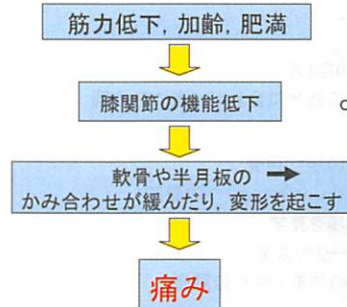 筋力低下, 加齢, 肥満
膝関節の機能低下
軟骨や半月板の
かみ合わせが緩んだり, 変形を起こす
痛み